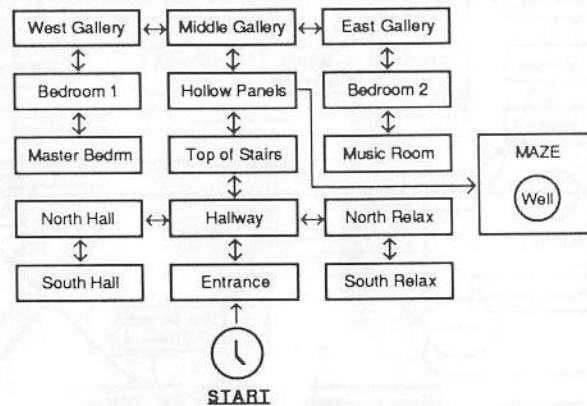 West Gallery
Middle Gallery
East Gallery
Bedroom 1
Hollow Panels
Bedroom 2
Master Bedrm
Top of Stairs
Music Room
MAZE
Well
North Hall
Hallway
North Relax
South Hall
Entrance
South Relax
START